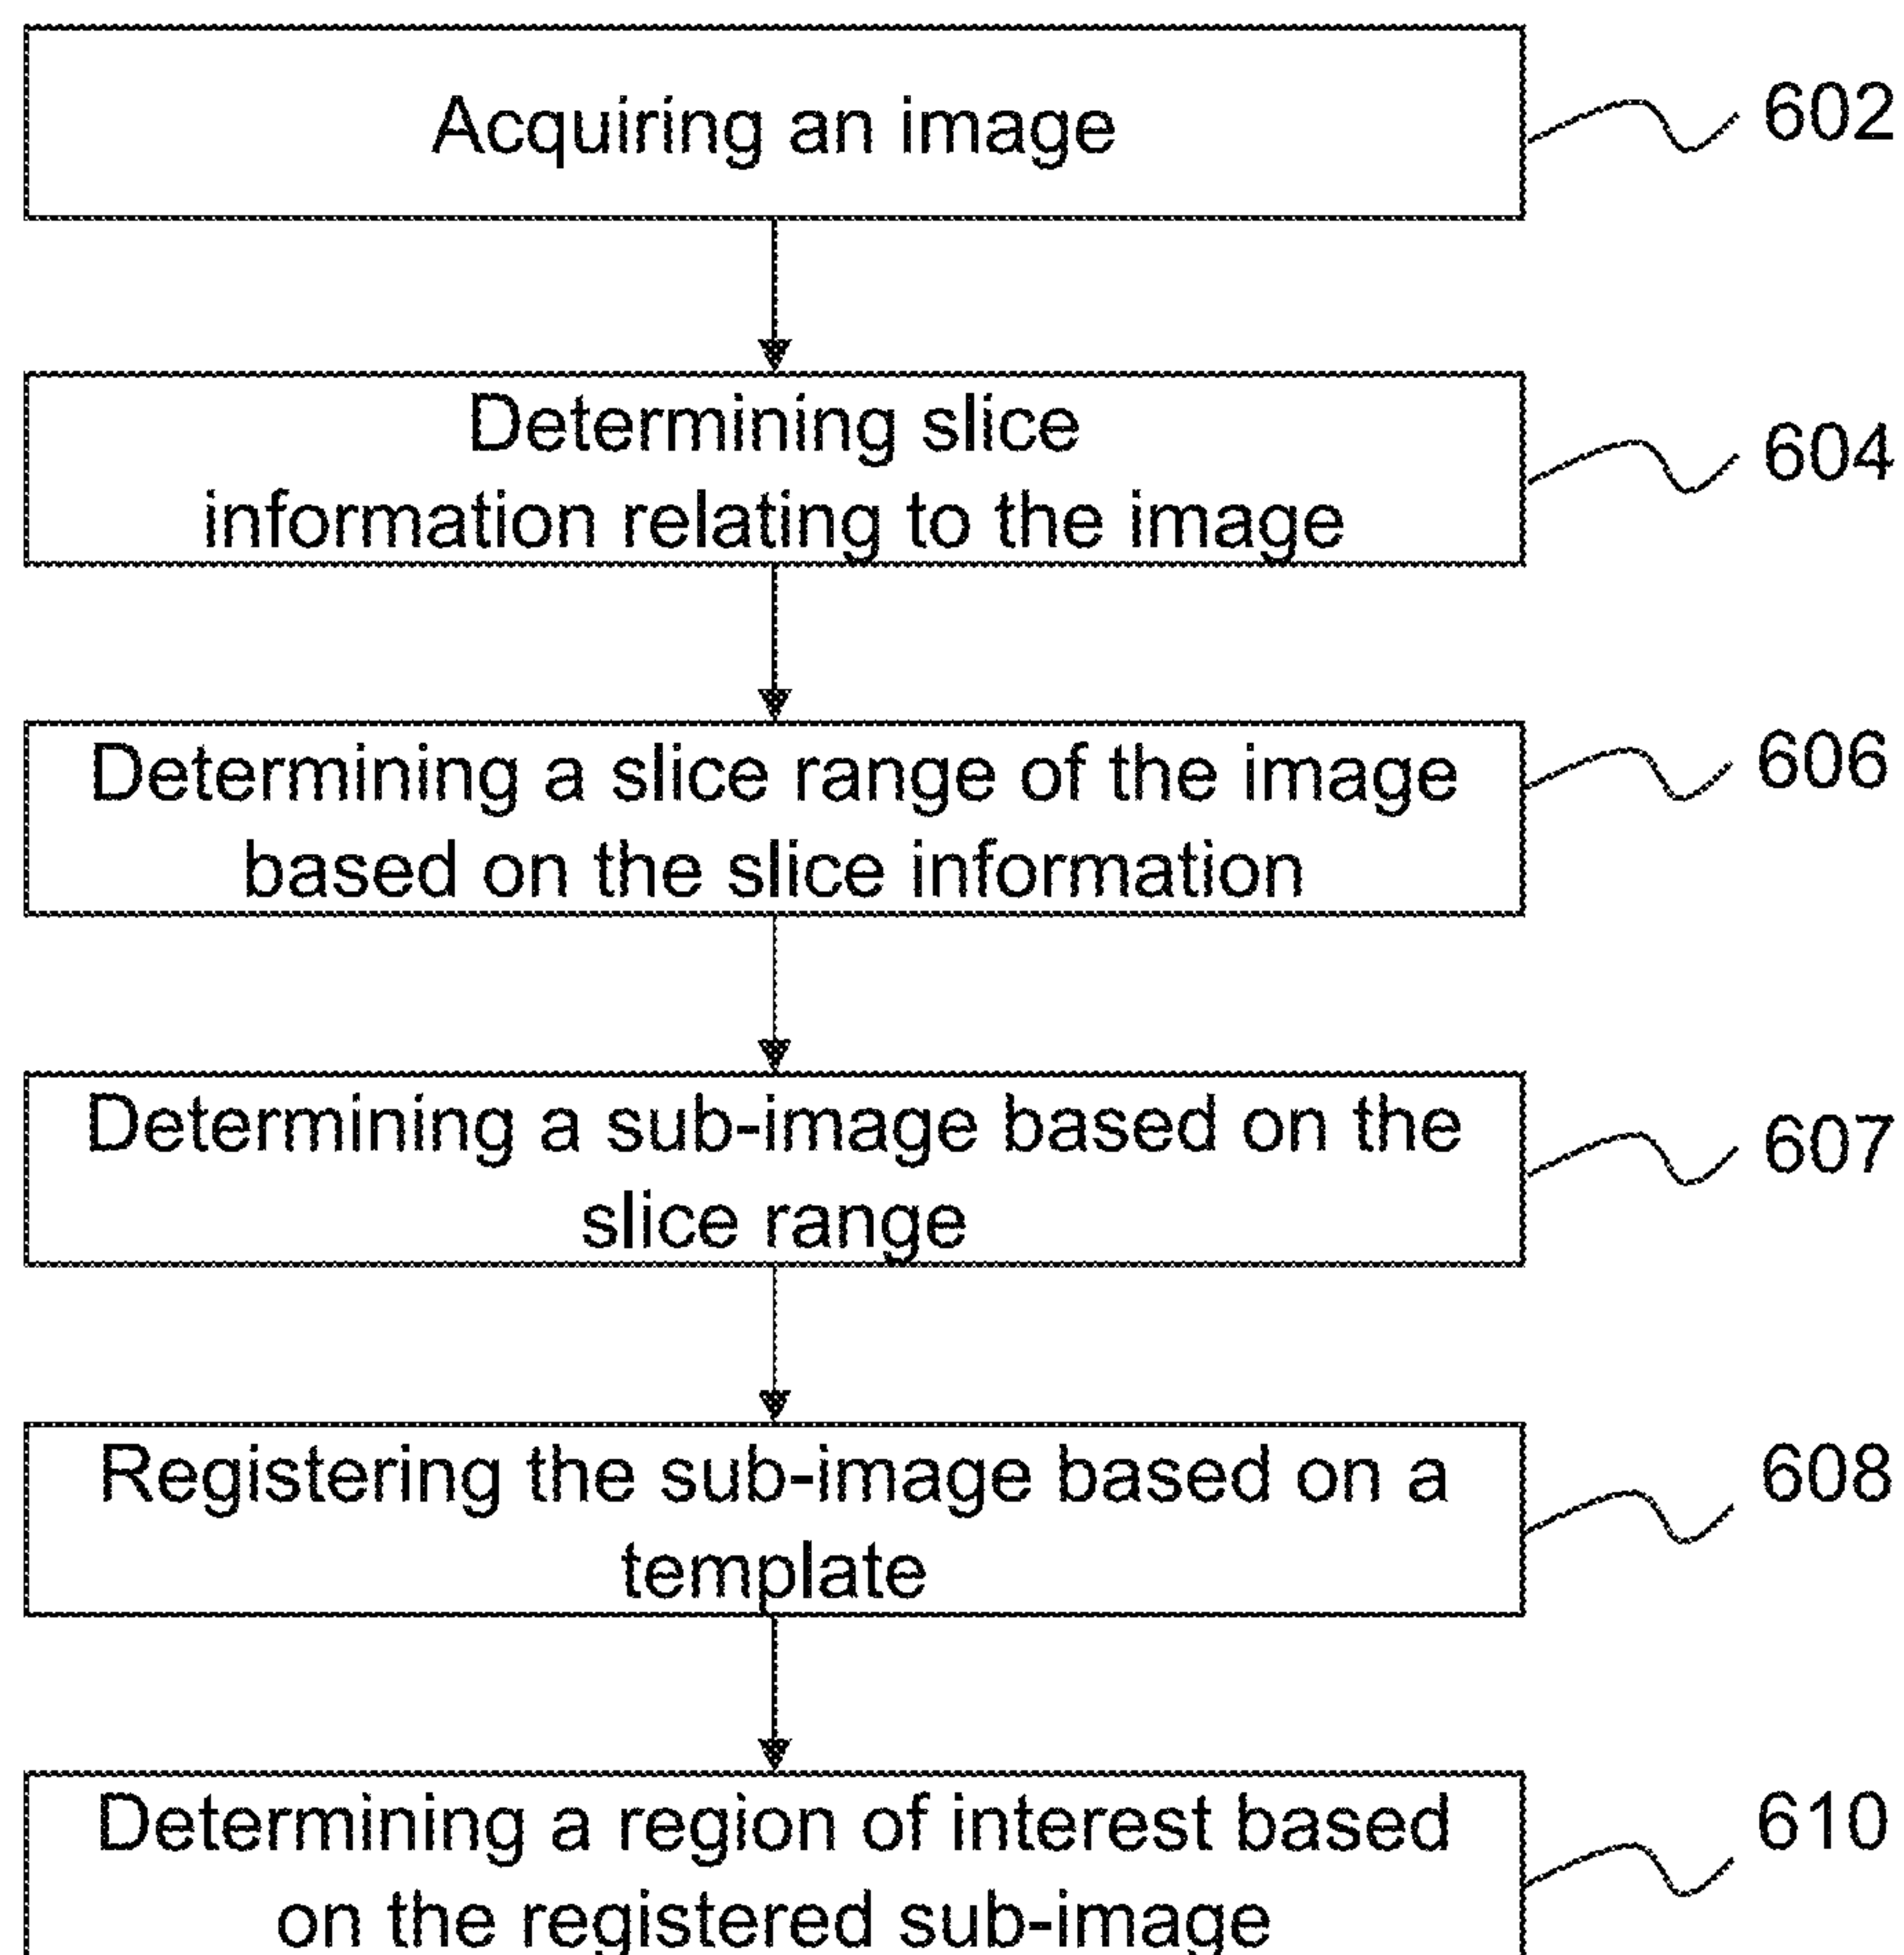 Acquiring an image
602
Determining slice
information relating to the image
604
Determining a slice range of the image
based on the slice information
606
Determining a sub-image based on the
slice range
607
Registering the sub-image based on a
template
608
Determining a region of interest based
on the registered sub-image
610